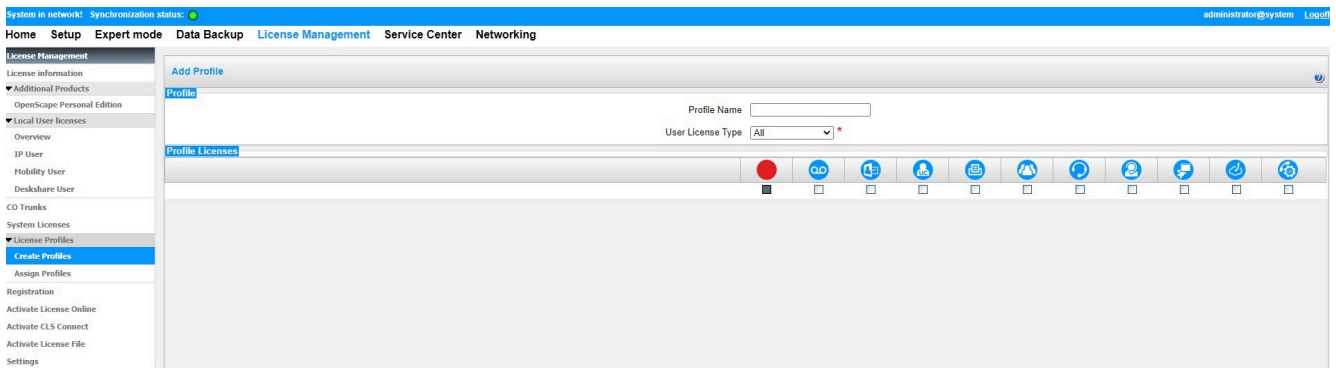 System in network! Synchronization status:
administrator@system Logoff
Home Setup Expert mode Data Backup License Management Service Center Networking
License Management
License information
Additional Products
OpenScape Personal Edition
Local User licenses
Overview
IP User
Mobility User
Deskshare User
CO Trunks
System Licenses
License Profiles
Create Profiles
Assign Profiles
Registration
Activate License Online
Activate CLS Connect
Activate License File
Settings
Add Profile
Profile
Profile Name
User License Type All *
Profile Licenses
UC